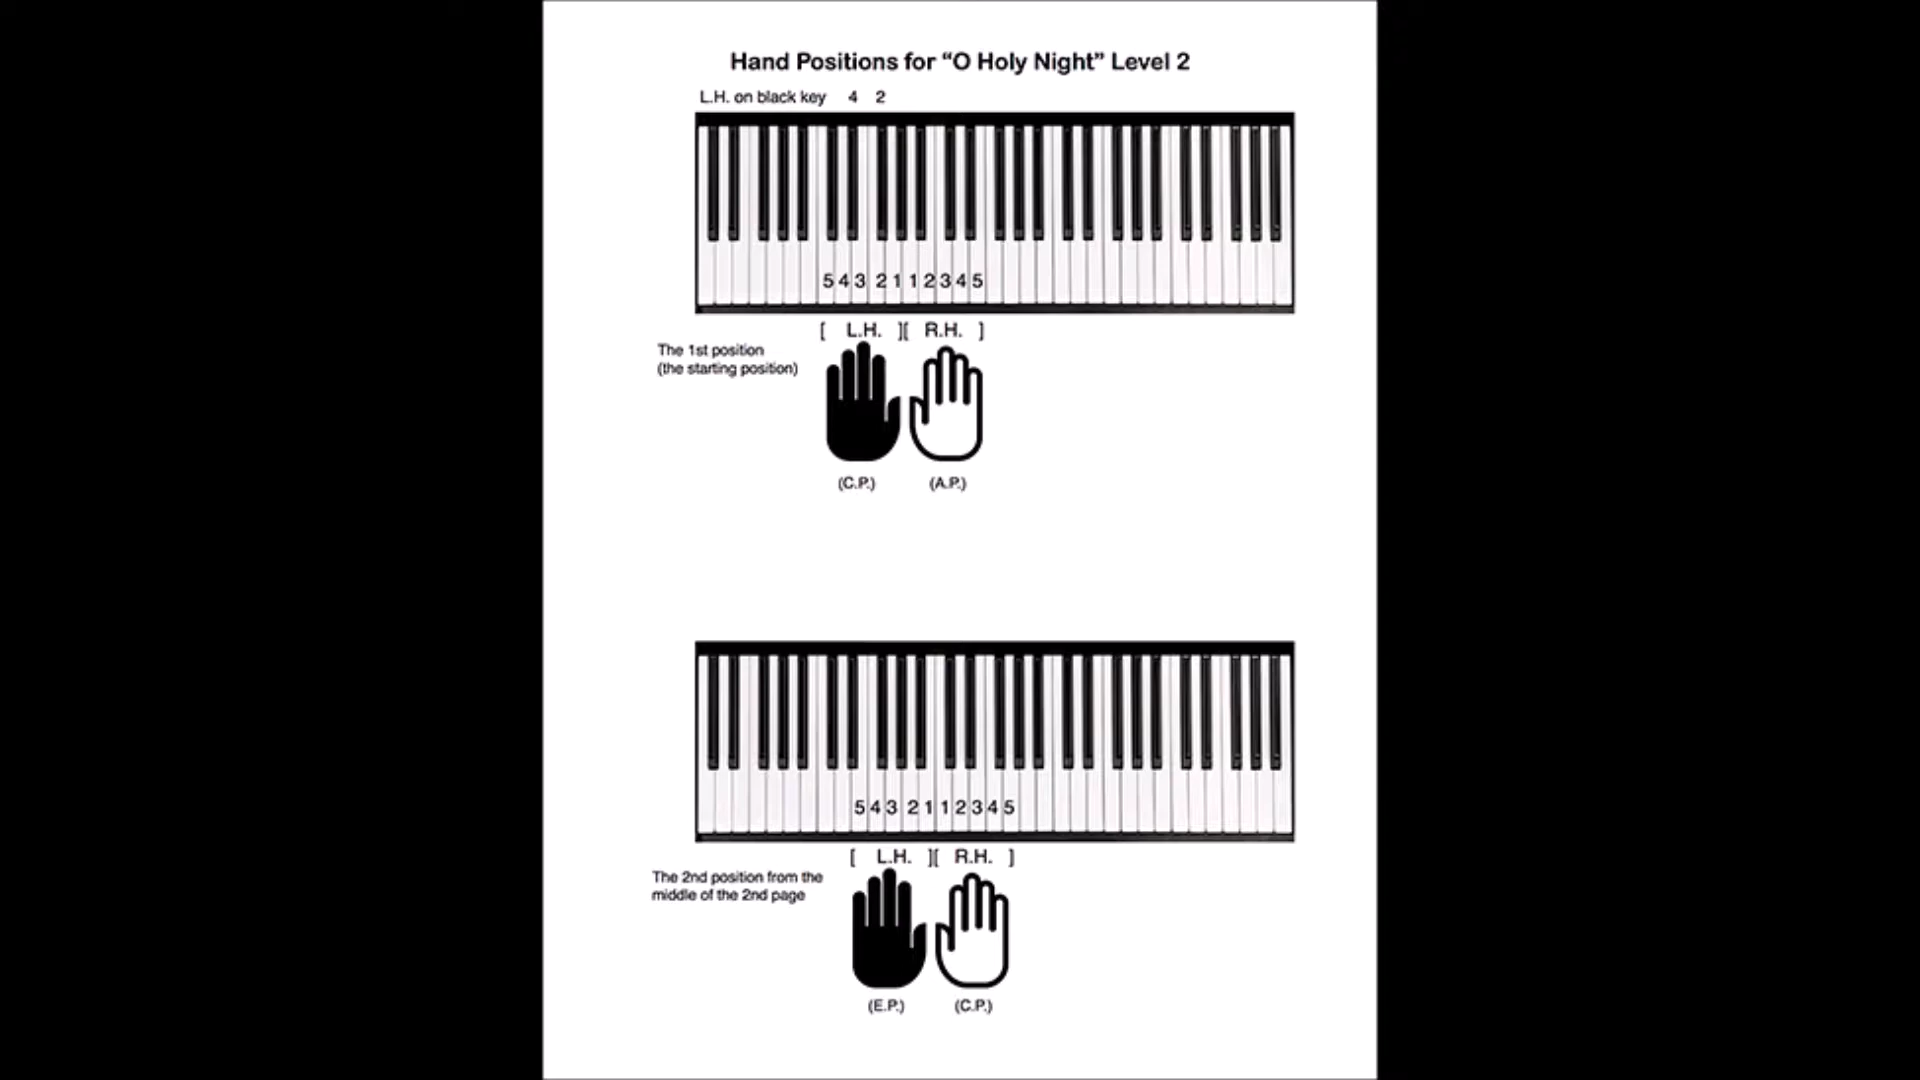 Hand Positions for “O Holy Night” Level 2
L.H. on black key 4 2
5 4 3 2 1 1 2 3 4 5
[ L.H. ][ R.H. ]
The 1st position
(the starting position)
(C.P.) (A.P.)
5 4 3 2 1 1 2 3 4 5
[ L.H. ][ R.H. ]
The 2nd position from the
middle of the 2nd page
(E.P.) (C.P.)